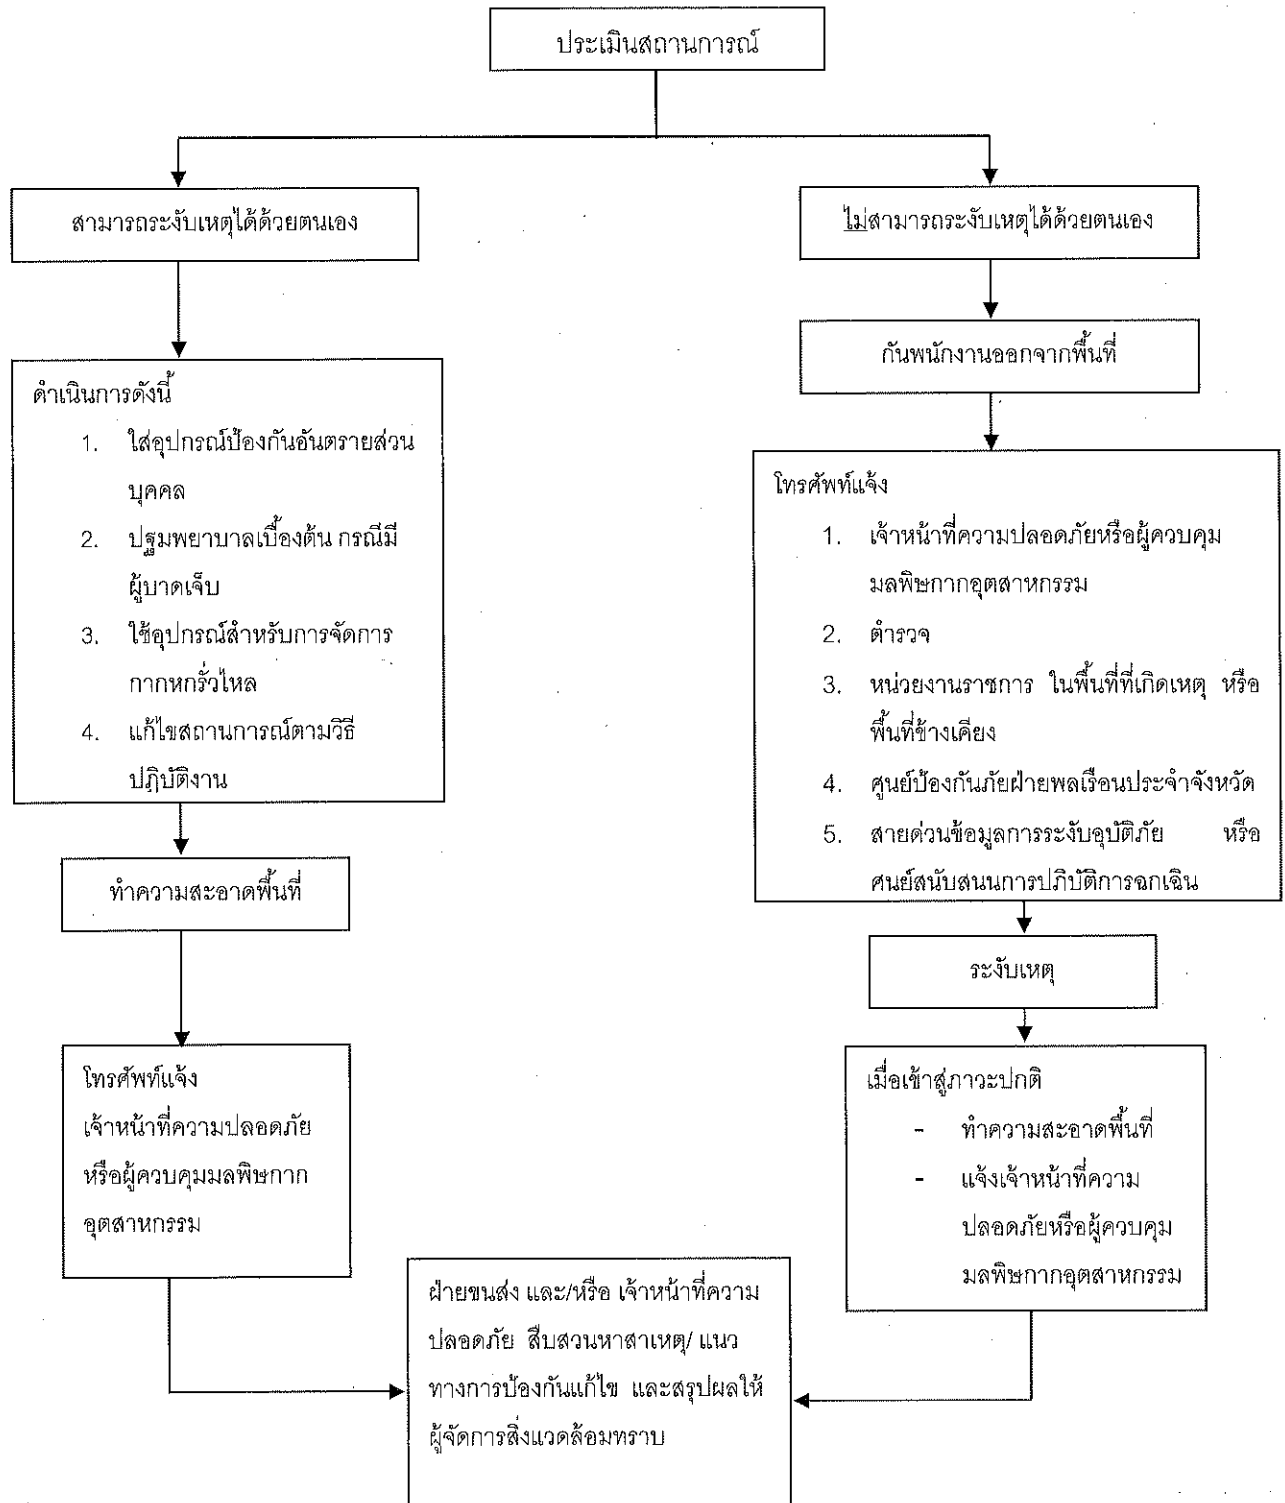 ประเมินสถานการณ์
สามารถระงับเหตุได้ด้วยตนเอง
ไม่สามารถระงับเหตุได้ด้วยตนเอง
กันพนักงานออกจากพื้นที่
ดำเนินการดังนี้
1. ใส่อุปกรณ์ป้องกันอันตรายส่วน
บุคคล
2. ปฐมพยาบาลเบื้องต้น กรณีมี
ผู้บาดเจ็บ
3. ใช้อุปกรณ์สำหรับการจัดการ
กากหกรั่วไหล
4. แก้ไขสถานการณ์ตามวิธี
ปฏิบัติงาน
โทรศัพท์แจ้ง
1. เจ้าหน้าที่ความปลอดภัยหรือผู้ควบคุม
มลพิษกากอุตสาหกรรม
2. ตำรวจ
3. หน่วยงานราชการ ในพื้นที่ที่เกิดเหตุ หรือ
พื้นที่ข้างเคียง
4. ศูนย์ป้องกันภัยฝ่ายพลเรือนประจำจังหวัด
5. สายด่วนข้อมูลการระงับอุบัติภัย หรือ
ศูนย์สนับสนุนการปฏิบัติการฉุกเฉิน
ทำความสะอาดพื้นที่
ระงับเหตุ
โทรศัพท์แจ้ง
เจ้าหน้าที่ความปลอดภัย
หรือผู้ควบคุมมลพิษกาก
อุตสาหกรรม
เมื่อเข้าสู่ภาวะปกติ
- ทำความสะอาดพื้นที่
- แจ้งเจ้าหน้าที่ความ
ปลอดภัยหรือผู้ควบคุม
มลพิษกากอุตสาหกรรม
ฝ่ายขนส่ง และ/หรือ เจ้าหน้าที่ความ
ปลอดภัย สืบสวนหาสาเหตุ/ แนว
ทางการป้องกันแก้ไข และสรุปผลให้
ผู้จัดการสิ่งแวดล้อมทราบ